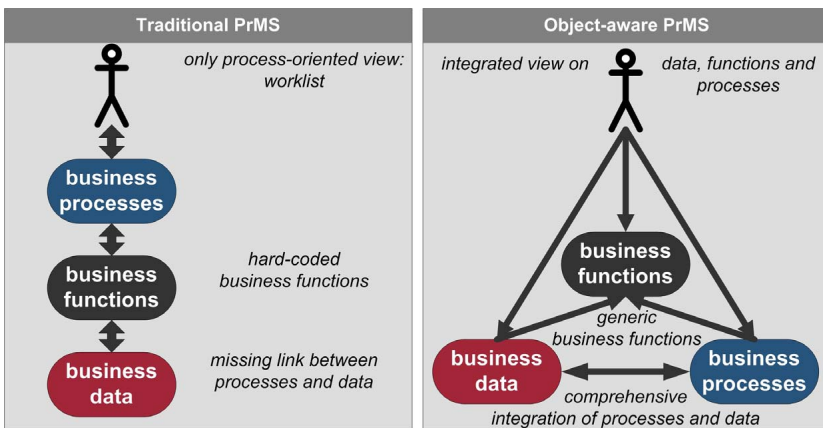 Traditional PrMS
only process-oriented view:
worklist
business
processes
hard-coded
business functions
business
functions
missing link between
processes and data
business
data
Object-aware PrMS
integrated view on
data, functions and
processes
business
functions
generic
business functions
business
data
business
processes
comprehensive
integration of processes and data